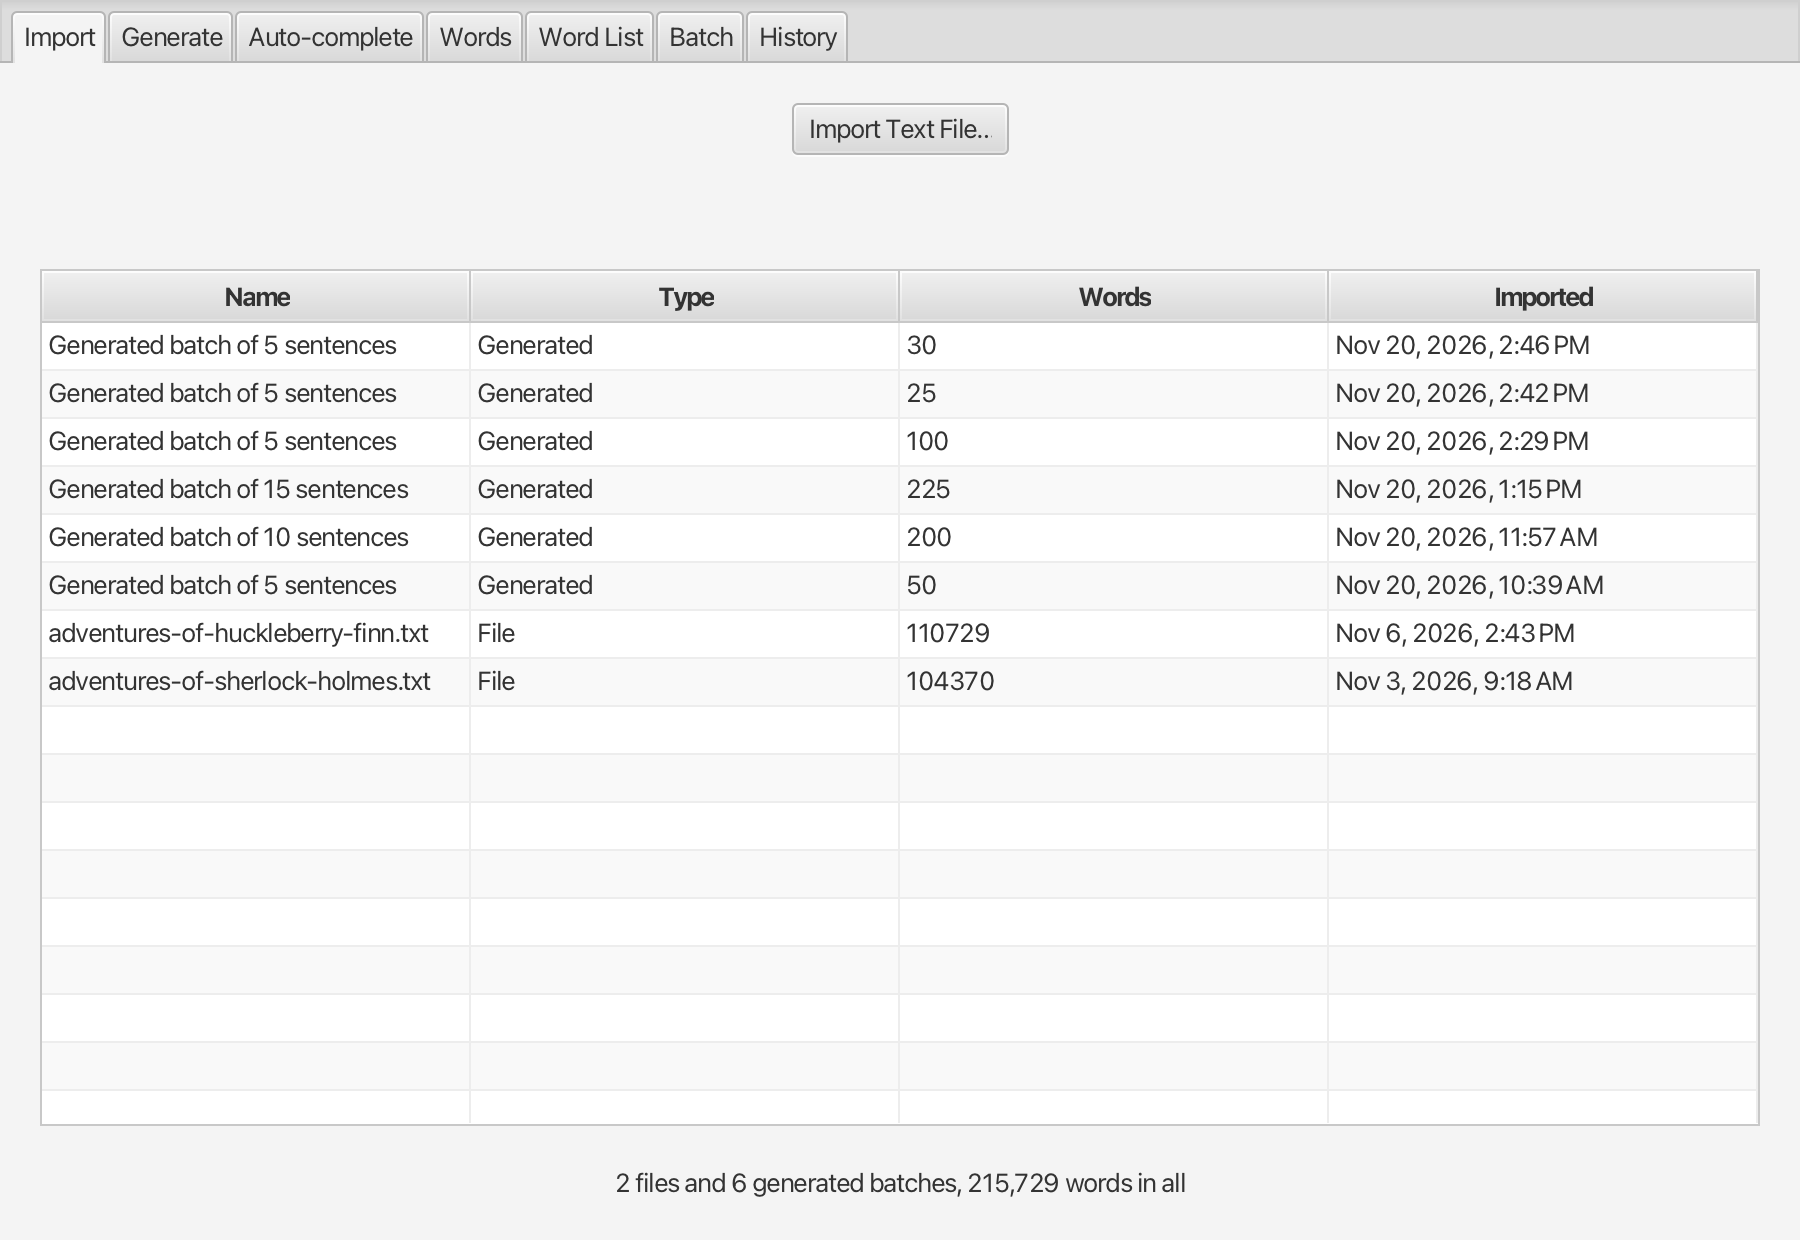 Import Generate Auto-complete Words Word List Batch History
Import Text File...
Name Type Words Imported
Generated batch of 5 sentences Generated 30 Nov 20, 2026, 2:46 PM
Generated batch of 5 sentences Generated 25 Nov 20, 2026, 2:42 PM
Generated batch of 5 sentences Generated 100 Nov 20, 2026, 2:29 PM
Generated batch of 15 sentences Generated 225 Nov 20, 2026, 1:15 PM
Generated batch of 10 sentences Generated 200 Nov 20, 2026, 11:57 AM
Generated batch of 5 sentences Generated 50 Nov 20, 2026, 10:39 AM
adventures-of-huckleberry-finn.txt File 110729 Nov 6, 2026, 2:43 PM
adventures-of-sherlock-holmes.txt File 104370 Nov 3, 2026, 9:18 AM
2 files and 6 generated batches, 215,729 words in all